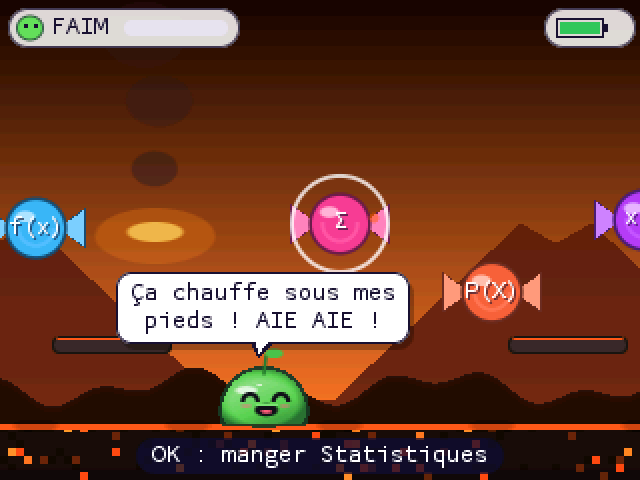 FAIM
f(x)
Σ
x
P(X)
Ça chauffe sous mes
pieds ! AIE AIE !
OK : manger Statistiques